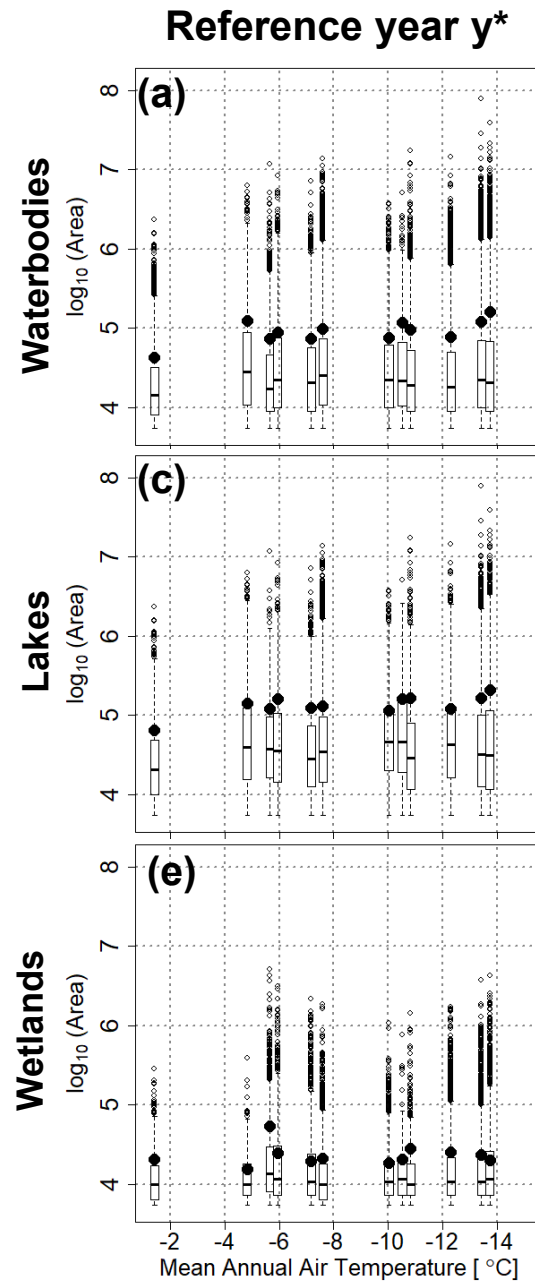 Reference year y*
(a)
Waterbodies
log10 (Area)
8
7
6
5
4
(c)
Lakes
log10 (Area)
8
7
6
5
4
(e)
Wetlands
log10 (Area)
8
7
6
5
4
-2 -4 -6 -8 -10 -12 -14
Mean Annual Air Temperature [ °C]